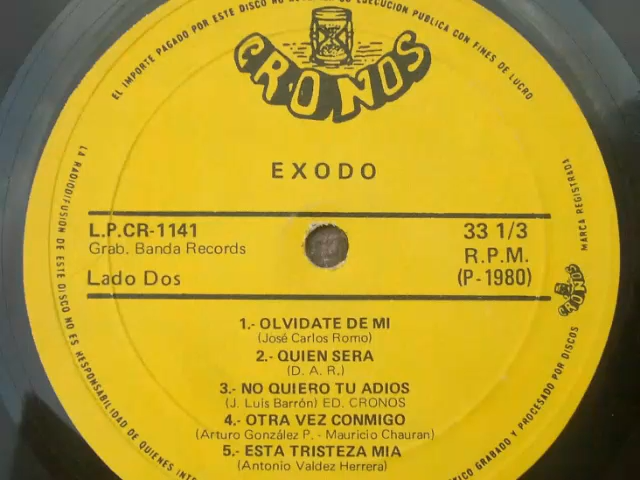 EL IMPORTE PAGADO POR ESTE DISCO NO
EJECUCION PUBLICA CON FINES DE LUCRO
CRONOS
EXODO
L.P.CR-1141
Grab. Banda Records
Lado Dos
33 1/3
R.P.M.
(P-1980)
MARCA REGISTRADA
CRONOS
1.- OLVIDATE DE MI
(José Carlos Romo)
2.- QUIEN SERA
(D. A. R.)
3.- NO QUIERO TU ADIOS
(J. Luis Barrón) ED. CRONOS
4.- OTRA VEZ CONMIGO
(Arturo González P. - Mauricio Chauran)
5.- ESTA TRISTEZA MIA
(Antonio Valdez Herrera)
LA RADIODIFUSION DE ESTE DISCO NO ES RESPONSABILIDAD DE QUIENES
GRABADO Y PROCESADO POR DISCOS